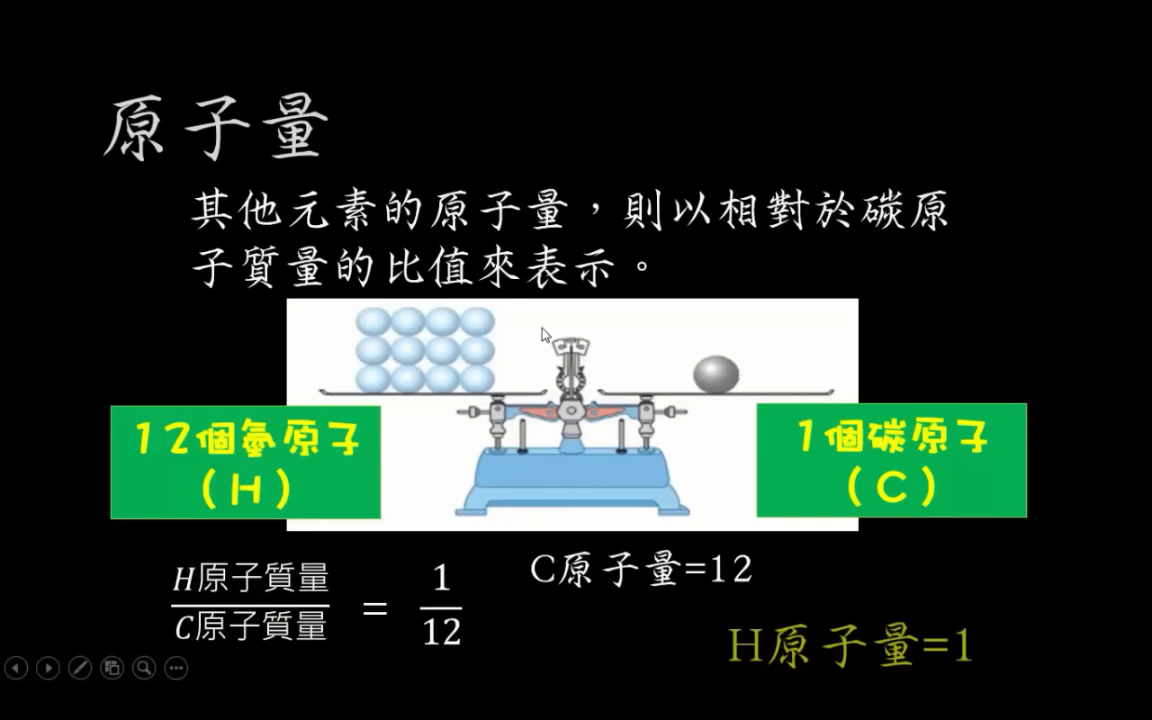 原子量
其他元素的原子量，則以相對於碳原
子質量的比值來表示。
12個氫原子
（H）
1個碳原子
（C）
H原子質量
C原子質量
=
1
12
C原子量=12
H原子量=1